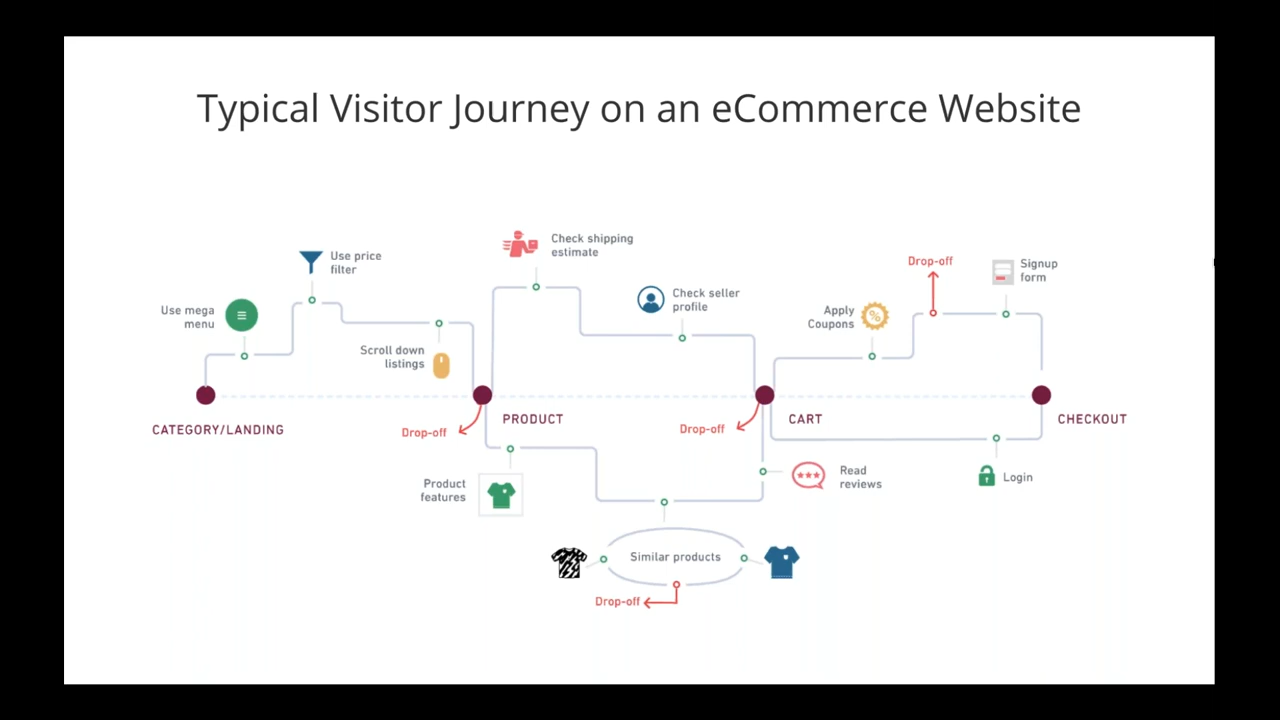 Typical Visitor Journey on an eCommerce Website
Check shipping
estimate
Use price
filter
Drop-off
Signup
form
Check seller
profile
Use mega
menu
Apply
Coupons
Scroll down
listings
CATEGORY/LANDING
Drop-off
PRODUCT
Drop-off
CART
CHECKOUT
Product
features
Read
reviews
Login
Similar products
Drop-off